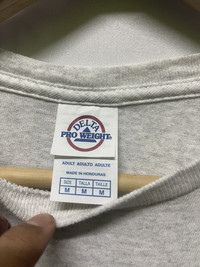 DELTA
PRO WEIGHT
ADULT ADULTO ADULTE
MADE IN HONDURAS
SIZE TALLA TAILLE
M M M